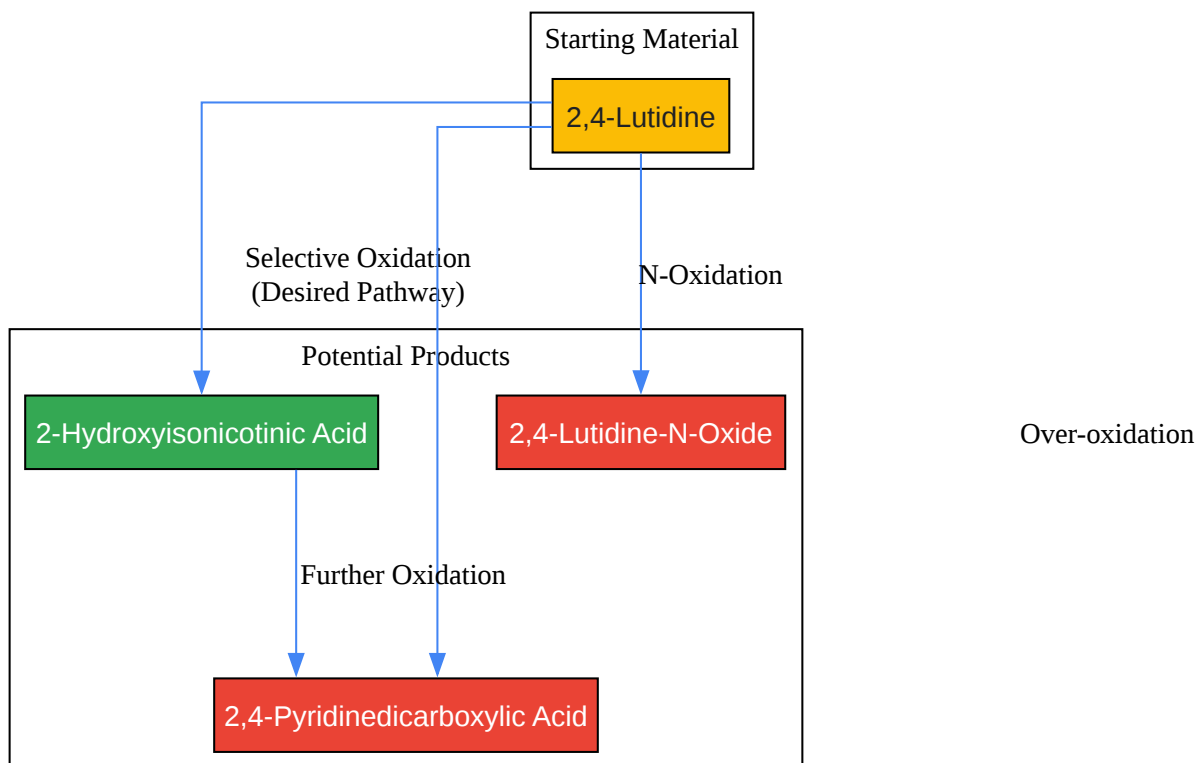 Starting Material
2,4-Lutidine
Selective Oxidation
(Desired Pathway)
N-Oxidation
Potential Products
2-Hydroxyisonicotinic Acid
2,4-Lutidine-N-Oxide
Over-oxidation
Further Oxidation
2,4-Pyridinedicarboxylic Acid